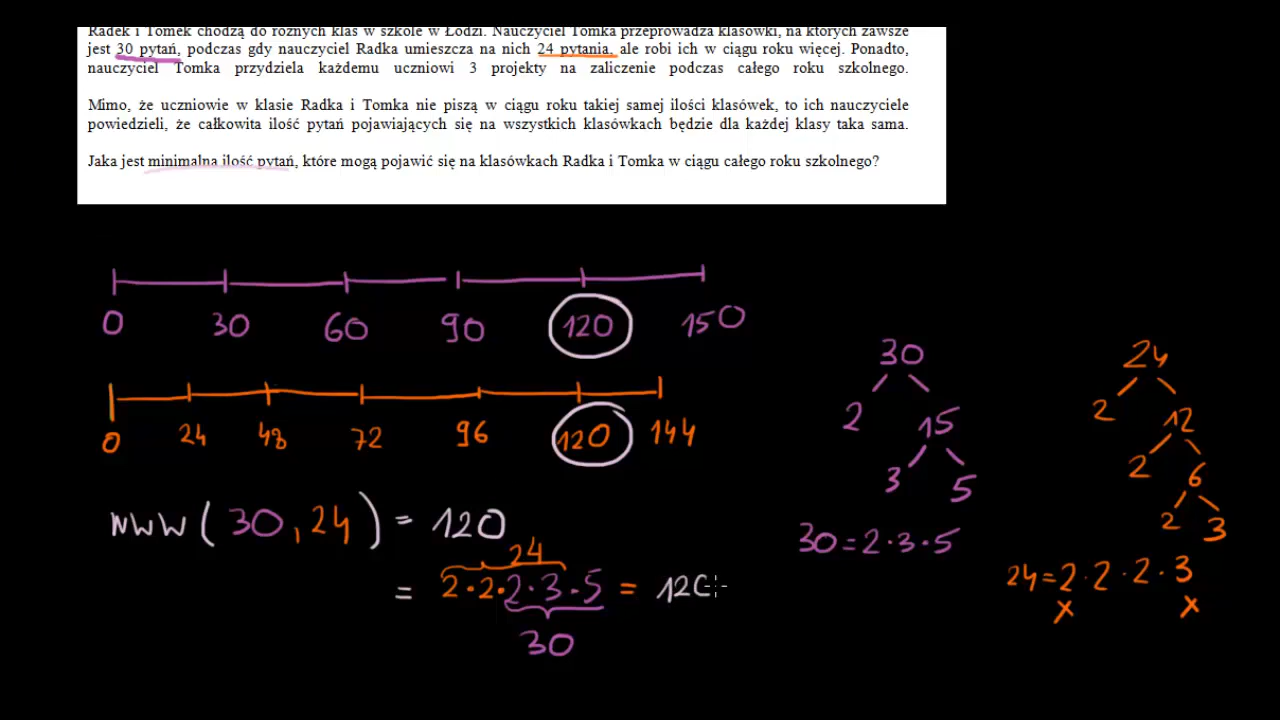 Radek i Tomek chodzą do różnych klas w szkole w Łodzi. Nauczyciel Tomka przeprowadza klasówki, na których zawsze
jest 30 pytań, podczas gdy nauczyciel Radka umieszcza na nich 24 pytania, ale robi ich w ciągu roku więcej. Ponadto,
nauczyciel Tomka przydziela każdemu uczniowi 3 projekty na zaliczenie podczas całego roku szkolnego.
Mimo, że uczniowie w klasie Radka i Tomka nie piszą w ciągu roku takiej samej ilości klasówek, to ich nauczyciele
powiedzieli, że całkowita ilość pytań pojawiających się na wszystkich klasówkach będzie dla każdej klasy taka sama.
Jaka jest minimalna ilość pytań, które mogą pojawić się na klasówkach Radka i Tomka w ciągu całego roku szkolnego?
0 30 60 90 120 150
0 24 48 72 96 120 144
NWW(30,24) = 120
24
= 2·2·2·3·5 = 120
30
30
2 15
3 5
30=2·3·5
24
2 12
2 6
2 3
24=2·2·2·3
x x